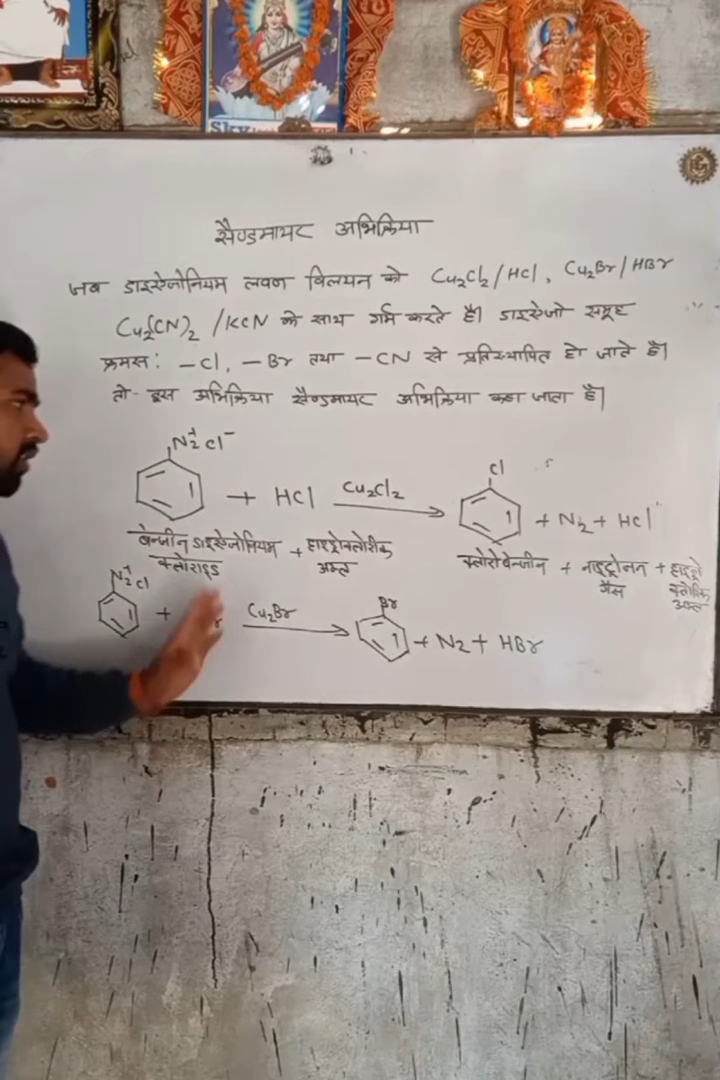 Sky
सैण्डमायर अभिक्रिया
जब डाइऐजोनियम लवण विलयन को Cu₂Cl₂/HCl, Cu₂Br/HBr
Cu₂(CN)₂ /KCN के साथ गर्म करते है। डाइऐजो समूह
क्रमस: –Cl, –Br तथा –CN से प्रतिस्थापित हो जाते है।
तो इस अभिक्रिया सैण्डमायर अभिक्रिया कहा जाता है।
N₂⁺Cl⁻ + HCl Cu₂Cl₂ → Cl + N₂ + HCl
बेन्जीन डाइऐजोनियम क्लोराइड + हाइड्रोक्लोरीक अम्ल क्लोरोबेन्जीन + नाइट्रोजन गैस + हाइड्रो क्लोरिक अम्ल
N₂⁺Cl + Cu₂Br → Br + N₂ + HBr